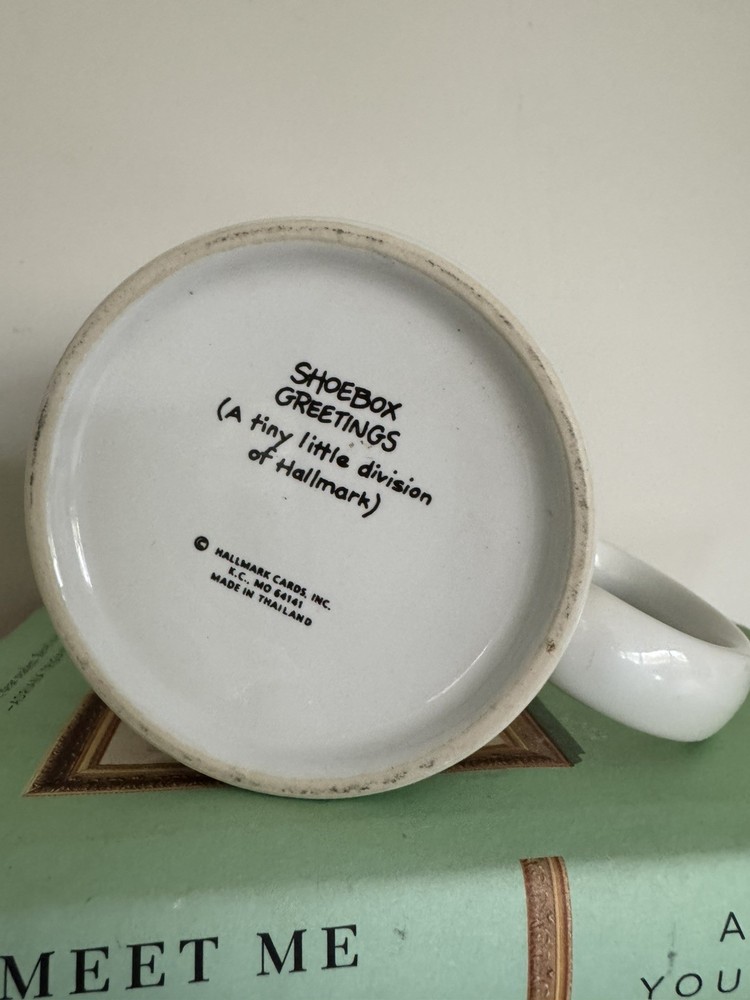 SHOEBOX
GREETINGS
(A tiny little division
of Hallmark)
© HALLMARK CARDS, INC.
K.C., MO 64141
MADE IN THAILAND
MEET ME
A
YOU